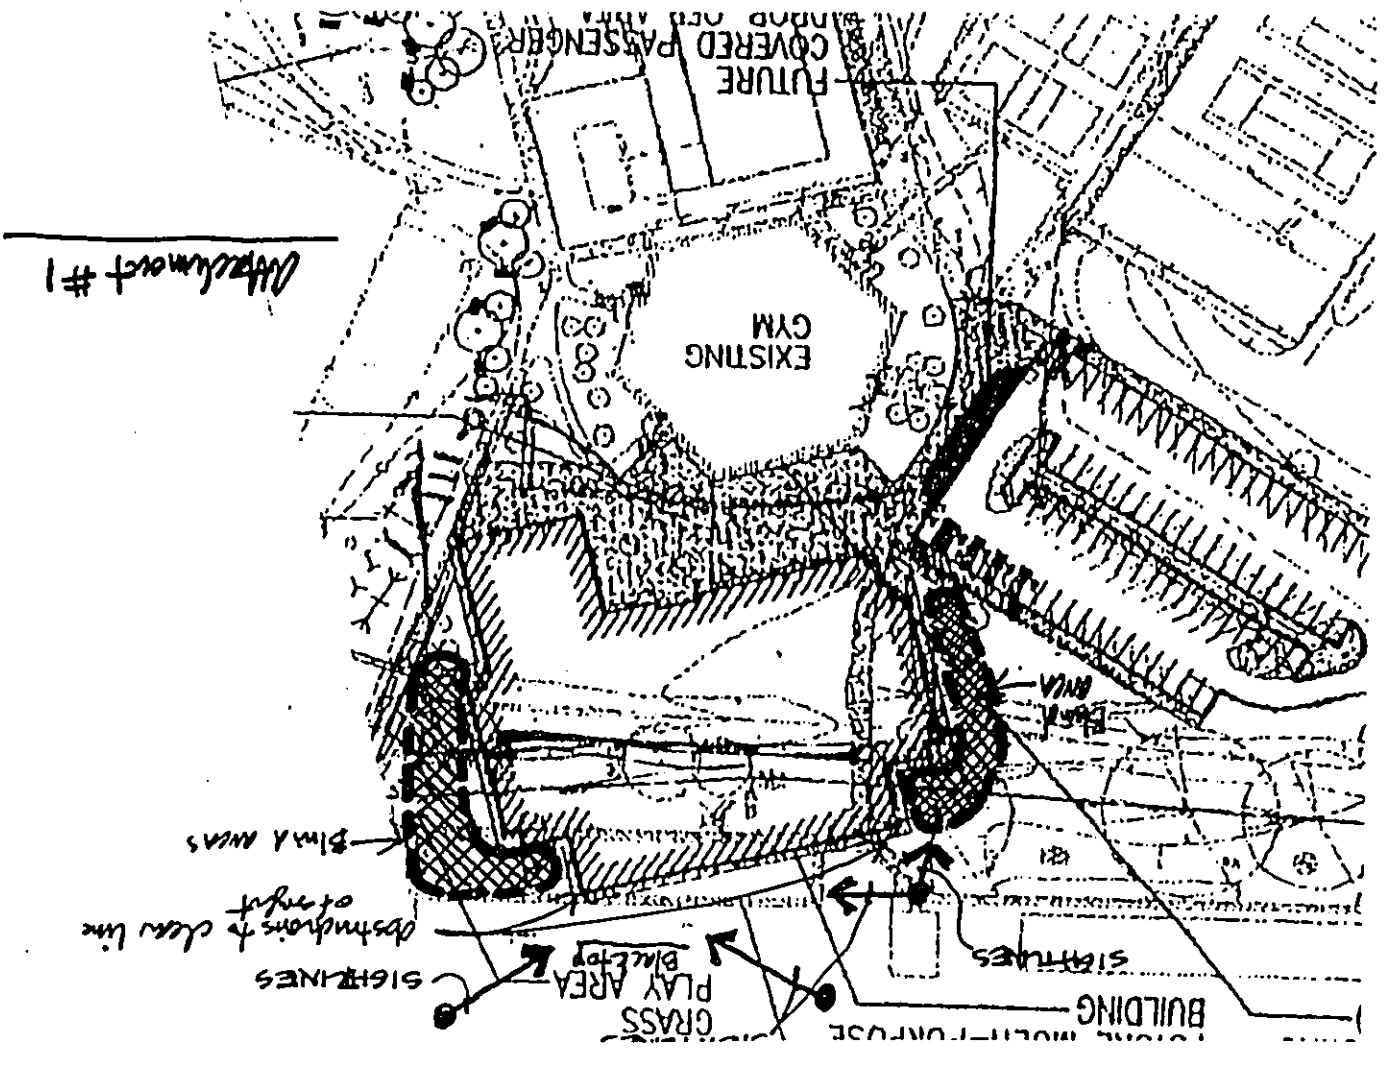 BUILDING
GRASS
PLAY AREA
Blacktop
SIGHTLINES
SIGHTLINES
Obstructions to clear line
of sight
Blind areas
Blind
area
EXISTING
GYM
Attachment #1
FUTURE
COVERED PASSENGER
DROP OFF AREA